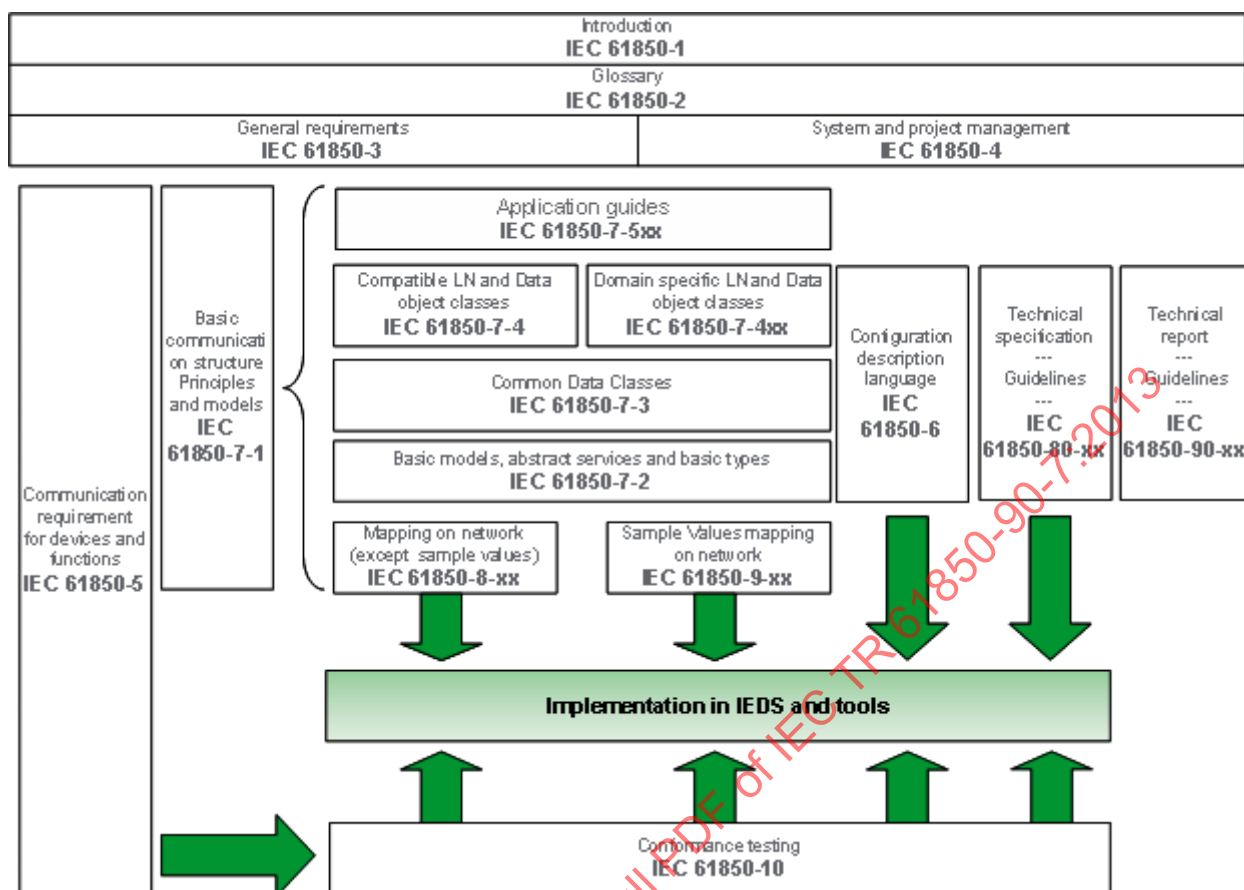 Introduction
IEC 61850-1
Glossary
IEC 61850-2
General requirements
IEC 61850-3
System and project management
IEC 61850-4
Communication
requirement
for devices and
functions
IEC 61850-5
Basic
communicati
on structure
Principles
and models
IEC
61850-7-1
Application guides
IEC 61850-7-5xx
Compatible LN and Data
object classes
IEC 61850-7-4
Domain specific LN and Data
object classes
IEC 61850-7-4xx
Common Data Classes
IEC 61850-7-3
Basic models, abstract services and basic types
IEC 61850-7-2
Mapping on network
(except sample values)
IEC 61850-8-xx
Sample Values mapping
on network
IEC 61850-9-xx
Configuration
description
language
IEC
61850-6
Technical
specification
---
Guidelines
---
IEC
61850-80-xx
Technical
report
---
Guidelines
---
IEC
61850-90-xx
Implementation in IEDS and tools
Conformance testing
IEC 61850-10
ll PDF of IEC TR 61850-90-7:2013